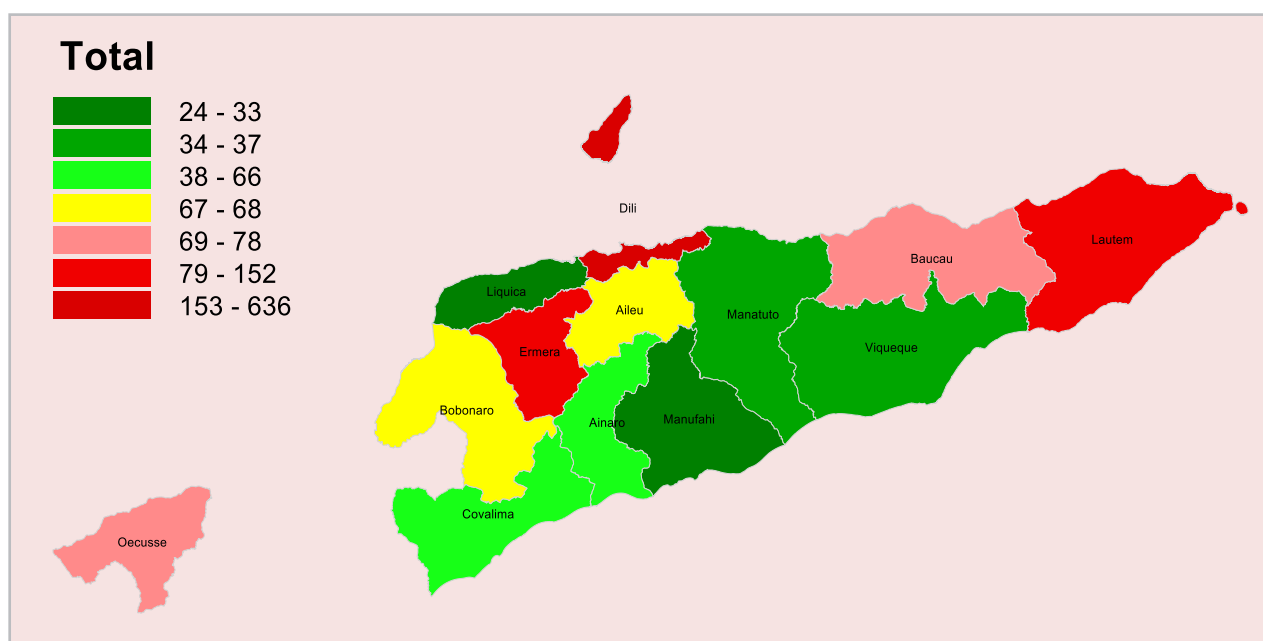 Total
24 - 33
34 - 37
38 - 66
67 - 68
69 - 78
79 - 152
153 - 636
Dili
Lautem
Baucau
Liquica
Aileu
Manatuto
Ermera
Viqueque
Bobonaro
Ainaro
Manufahi
Covalima
Oecusse